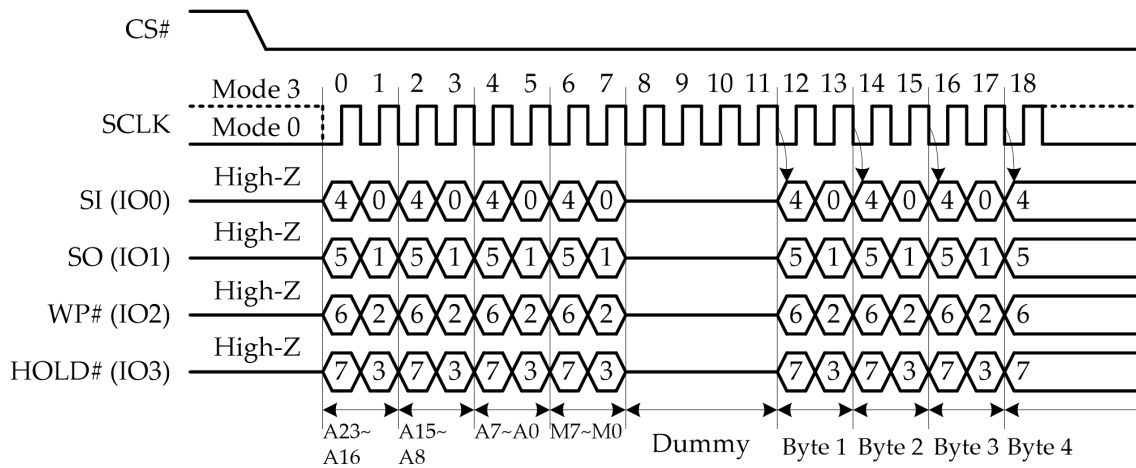 CS#
Mode 3 0 1 2 3 4 5 6 7 8 9 10 11 12 13 14 15 16 17 18
SCLK Mode 0
High-Z
SI (IO0) 4 0 4 0 4 0 4 0 4 0 4 0 4 0 4
High-Z
SO (IO1) 5 1 5 1 5 1 5 1 5 1 5 1 5 1 5
High-Z
WP# (IO2) 6 2 6 2 6 2 6 2 6 2 6 2 6 2 6
High-Z
HOLD# (IO3) 7 3 7 3 7 3 7 3 7 3 7 3 7 3 7
A23~ A15~ A7~A0 M7~M0 Dummy Byte 1 Byte 2 Byte 3 Byte 4
A16 A8